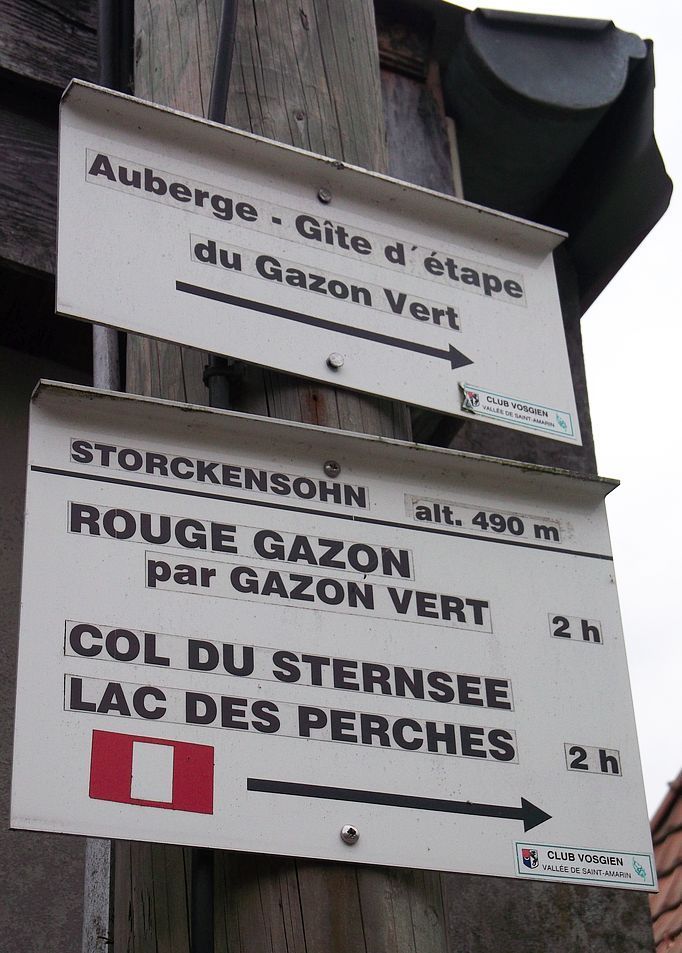 Auberge - Gîte d´étape
du Gazon Vert
CLUB VOSGIEN
VALLÉE DE SAINT-AMARIN
STORCKENSOHN alt. 490 m
ROUGE GAZON
par GAZON VERT 2 h
COL DU STERNSEE
LAC DES PERCHES 2 h
CLUB VOSGIEN
VALLÉE DE SAINT-AMARIN